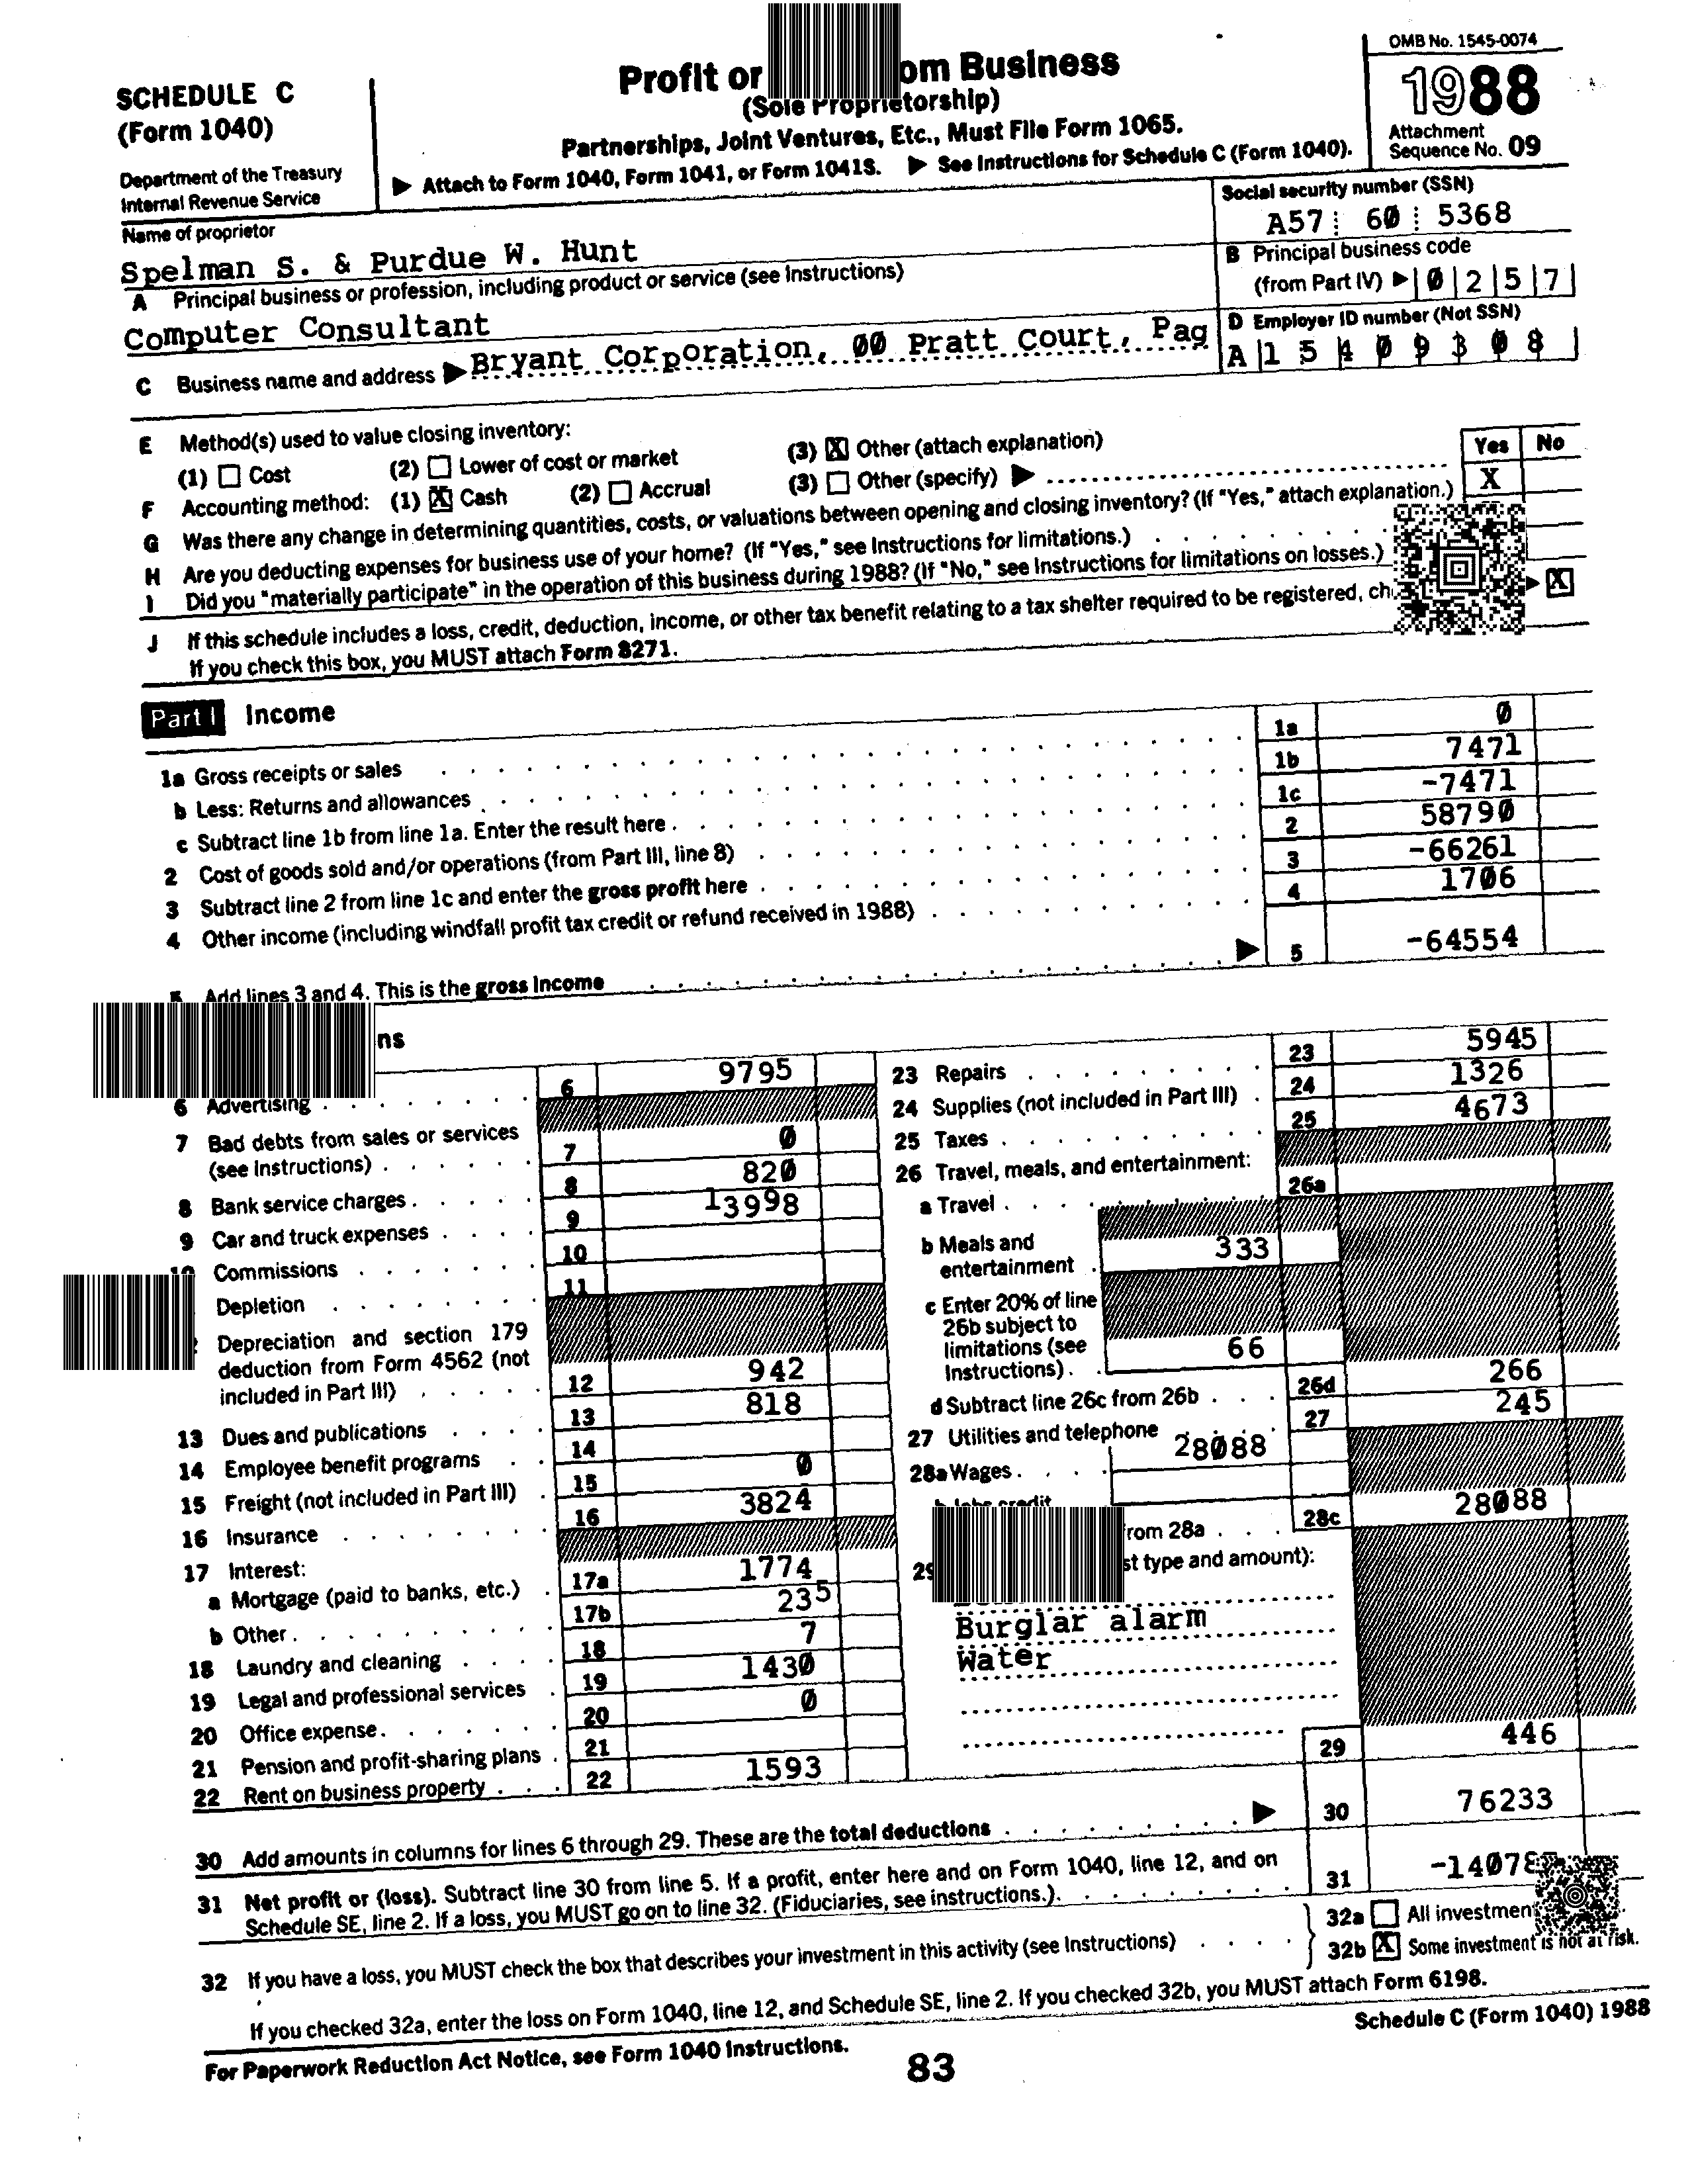 SCHEDULE C
(Form 1040)
Department of the Treasury
Internal Revenue Service
Profit or om Business
(Sole Proprietorship)
Partnerships, Joint Ventures, Etc., Must File Form 1065.
▶ Attach to Form 1040, Form 1041, or Form 1041S. ▶ See Instructions for Schedule C (Form 1040).
OMB No. 1545-0074
1988
Attachment
Sequence No. 09
Name of proprietor
Spelman S. & Purdue W. Hunt
Social security number (SSN)
A57 60 5368
A Principal business or profession, including product or service (see Instructions)
Computer Consultant
B Principal business code
(from Part IV) ▶ 0 2 5 7
C Business name and address ▶ Bryant Corporation, 00 Pratt Court, Pag
D Employer ID number (Not SSN)
A 1 5 4 0 9 3 0 8
E Method(s) used to value closing inventory:
(1) ☐ Cost (2) ☐ Lower of cost or market (3) ☒ Other (attach explanation)
Yes No
F Accounting method: (1) ☒ Cash (2) ☐ Accrual (3) ☐ Other (specify) ▶
G Was there any change in determining quantities, costs, or valuations between opening and closing inventory? (If "Yes," attach explanation.) X
H Are you deducting expenses for business use of your home? (If "Yes," see Instructions for limitations.)
I Did you "materially participate" in the operation of this business during 1988? (If "No," see Instructions for limitations on losses.)
J If this schedule includes a loss, credit, deduction, income, or other tax benefit relating to a tax shelter required to be registered, ch ▶ ☒
If you check this box, you MUST attach Form 8271.
Part I Income
1a Gross receipts or sales 1a 0
b Less: Returns and allowances 1b 7471
c Subtract line 1b from line 1a. Enter the result here 1c -7471
2 Cost of goods sold and/or operations (from Part III, line 8) 2 58790
3 Subtract line 2 from line 1c and enter the gross profit here 3 -66261
4 Other income (including windfall profit tax credit or refund received in 1988) 4 1706
5 Add lines 3 and 4. This is the gross income ▶ 5 -64554
ns
6 Advertising 6 9795
7 Bad debts from sales or services
(see Instructions) 7 0
8 Bank service charges 8 820
9 Car and truck expenses 9 13998
10 Commissions 10
Depletion 11
Depreciation and section 179
deduction from Form 4562 (not
included in Part III) 12 942
13 Dues and publications 13 818
14 Employee benefit programs 14
15 Freight (not included in Part III) 15 0
16 Insurance 16 3824
17 Interest:
a Mortgage (paid to banks, etc.) 17a 1774
b Other 17b 235
18 Laundry and cleaning 18 7
19 Legal and professional services 19 1430
20 Office expense 20 0
21 Pension and profit-sharing plans 21
22 Rent on business property 22 1593
23 Repairs 23 5945
24 Supplies (not included in Part III) 24 1326
25 Taxes 25 4673
26 Travel, meals, and entertainment:
a Travel 26a
b Meals and
entertainment 333
c Enter 20% of line
26b subject to
limitations (see
Instructions) 66
d Subtract line 26c from 26b 26d 266
27 Utilities and telephone 27 245
28a Wages 28088
b Jobs credit
rom 28a 28c 28088
29 st type and amount):
Burglar alarm
Water
29 446
30 Add amounts in columns for lines 6 through 29. These are the total deductions ▶ 30 76233
31 Net profit or (loss). Subtract line 30 from line 5. If a profit, enter here and on Form 1040, line 12, and on
Schedule SE, line 2. If a loss, you MUST go on to line 32. (Fiduciaries, see instructions.) 31 -14078
32 If you have a loss, you MUST check the box that describes your investment in this activity (see Instructions)
32a ☐ All investment
32b ☒ Some investment is not at risk.
If you checked 32a, enter the loss on Form 1040, line 12, and Schedule SE, line 2. If you checked 32b, you MUST attach Form 6198.
For Paperwork Reduction Act Notice, see Form 1040 Instructions.
Schedule C (Form 1040) 1988
83